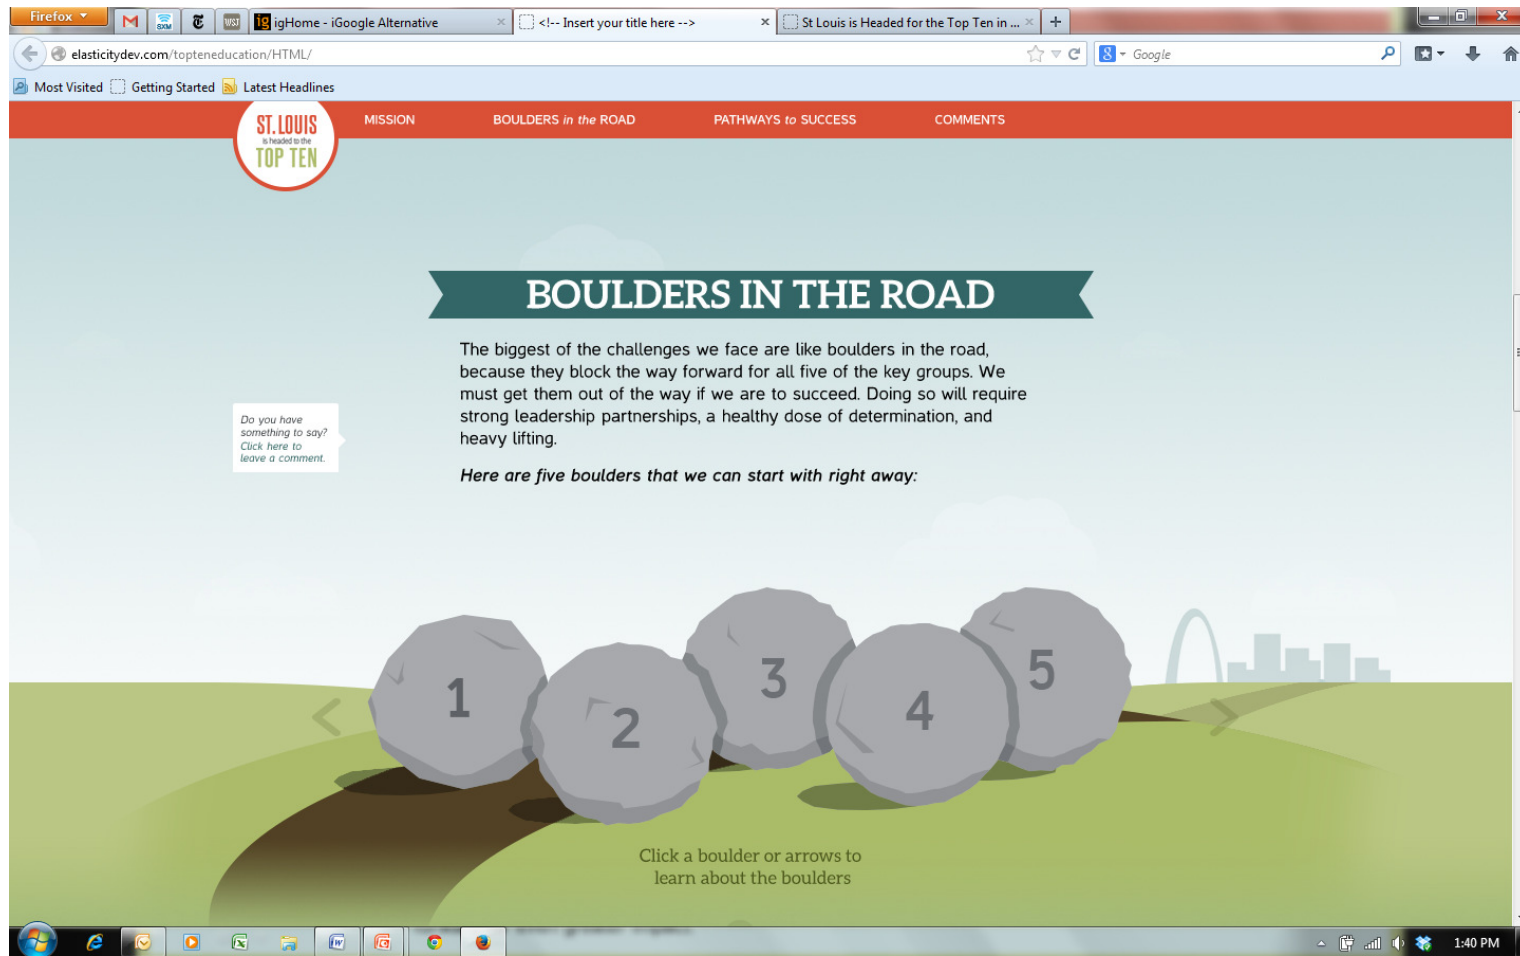 Firefox
SXM
WSJ
ig igHome - iGoogle Alternative
<!-- Insert your title here -->
St Louis is Headed for the Top Ten in ...
elasticitydev.com/topteneducation/HTML/
Google
Most Visited Getting Started Latest Headlines
ST. LOUIS
is headed to the
TOP TEN
MISSION
BOULDERS in the ROAD
PATHWAYS to SUCCESS
COMMENTS
BOULDERS IN THE ROAD
The biggest of the challenges we face are like boulders in the road,
because they block the way forward for all five of the key groups. We
must get them out of the way if we are to succeed. Doing so will require
strong leadership partnerships, a healthy dose of determination, and
heavy lifting.
Here are five boulders that we can start with right away:
Do you have
something to say?
Click here to
leave a comment.
1
2
3
4
5
Click a boulder or arrows to
learn about the boulders
1:40 PM